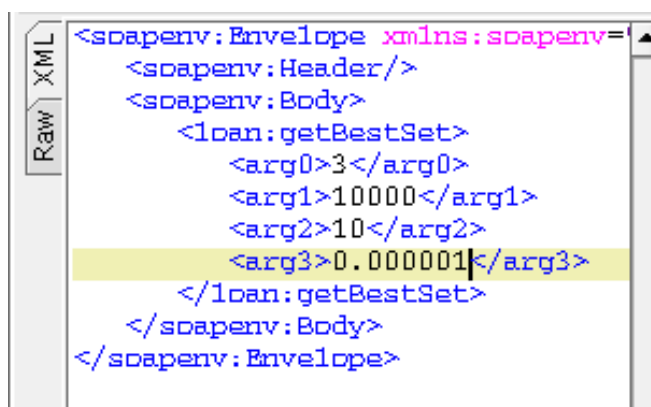 XML
Raw
<soapenv:Envelope xmlns:soapenv="
<soapenv:Header/>
<soapenv:Body>
<loan:getBestSet>
<arg0>3</arg0>
<arg1>10000</arg1>
<arg2>10</arg2>
<arg3>0.000001</arg3>
</loan:getBestSet>
</soapenv:Body>
</soapenv:Envelope>